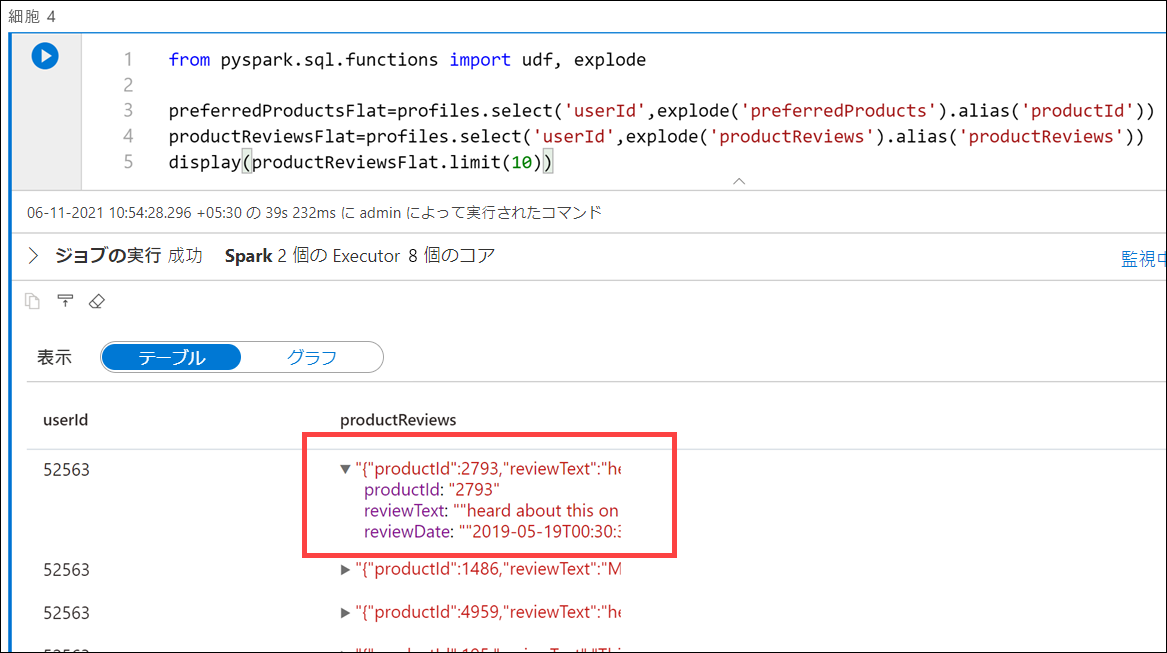 細胞 4
1 from pyspark.sql.functions import udf, explode
2
3 preferredProductsFlat=profiles.select('userId',explode('preferredProducts').alias('productId'))
4 productReviewsFlat=profiles.select('userId',explode('productReviews').alias('productReviews'))
5 display(productReviewsFlat.limit(10))
06-11-2021 10:54:28.296 +05:30 の 39s 232ms に admin によって実行されたコマンド
ジョブの実行 成功 Spark 2 個の Executor 8 個のコア
監視中
表示 テーブル グラフ
userId productReviews
52563 "{"productId":2793,"reviewText":"he
productId: "2793"
reviewText: ""heard about this on
reviewDate: ""2019-05-19T00:30:3
52563 "{"productId":1486,"reviewText":"M
52563 "{"productId":4959,"reviewText":"he